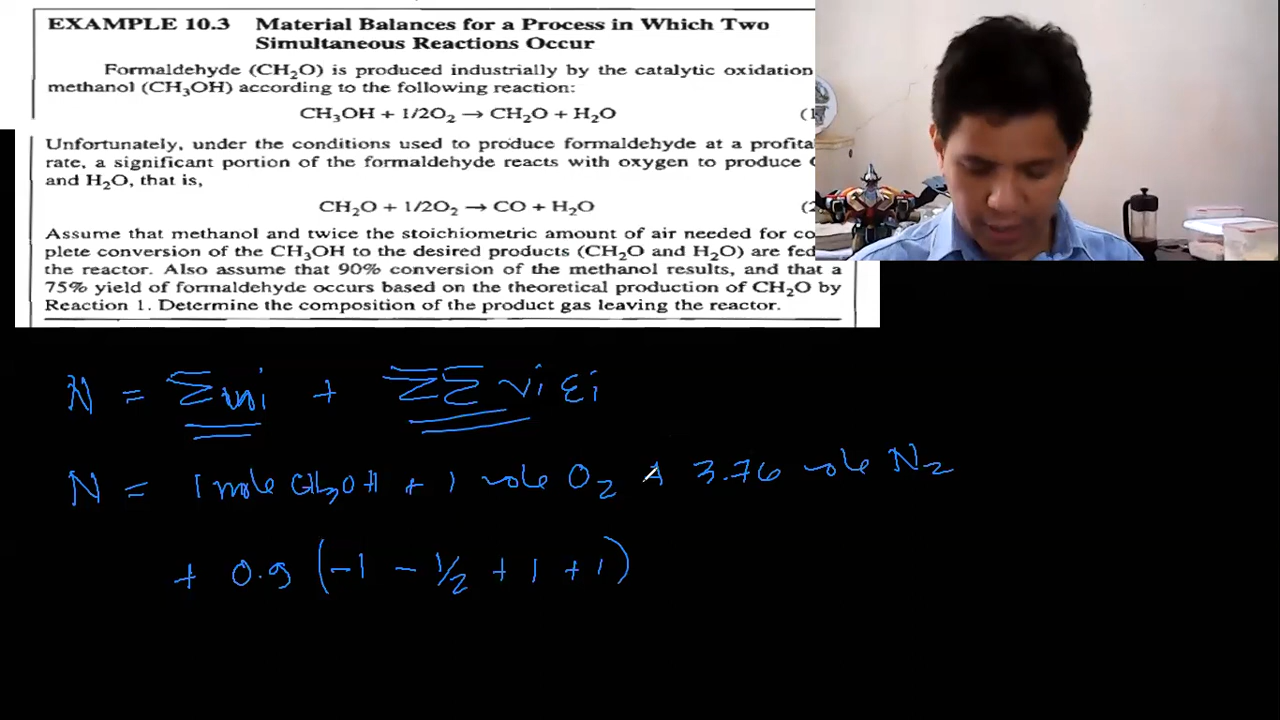 EXAMPLE 10.3 Material Balances for a Process in Which Two
Simultaneous Reactions Occur
Formaldehyde (CH₂O) is produced industrially by the catalytic oxidation
methanol (CH₃OH) according to the following reaction:
CH₃OH + 1/2O₂ → CH₂O + H₂O (1
Unfortunately, under the conditions used to produce formaldehyde at a profita
rate, a significant portion of the formaldehyde reacts with oxygen to produce
and H₂O, that is,
CH₂O + 1/2O₂ → CO + H₂O (2
Assume that methanol and twice the stoichiometric amount of air needed for co
plete conversion of the CH₃OH to the desired products (CH₂O and H₂O) are fed
the reactor. Also assume that 90% conversion of the methanol results, and that a
75% yield of formaldehyde occurs based on the theoretical production of CH₂O by
Reaction 1. Determine the composition of the product gas leaving the reactor.
N = Σni + ΣΣ νi εi
N = 1 mole CH₃OH + 1 mole O₂ + 3.76 mole N₂
+ 0.9 (-1 - 1/2 + 1 + 1)